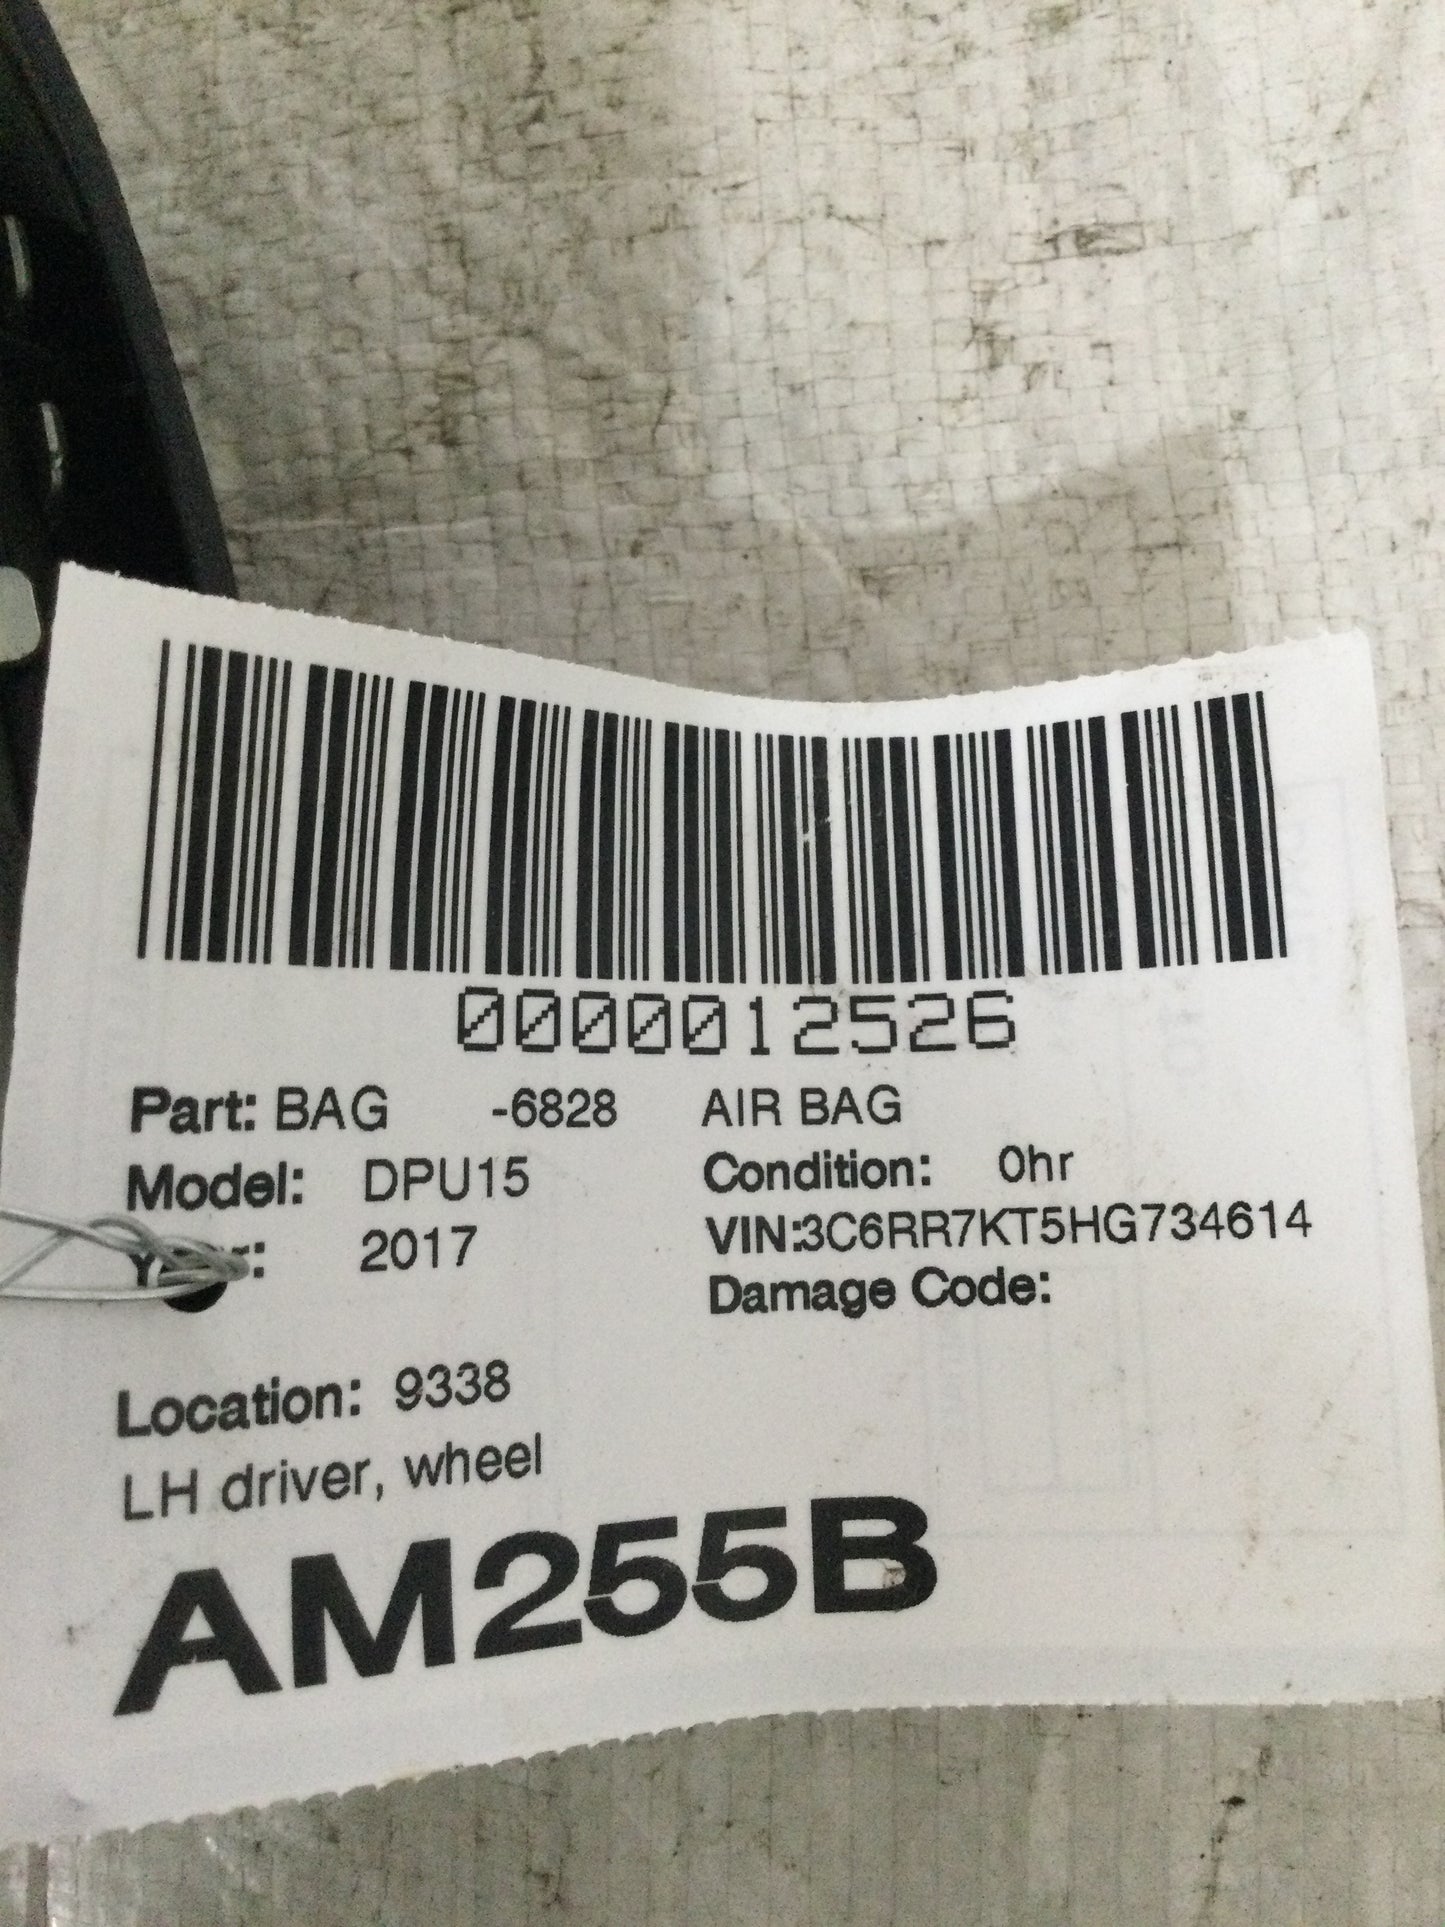 0000012526
Part: BAG -6828 AIR BAG
Model: DPU15 Condition: 0hr
2017 VIN:3C6RR7KT5HG734614
Damage Code:
Location: 9338
LH driver, wheel
AM255B